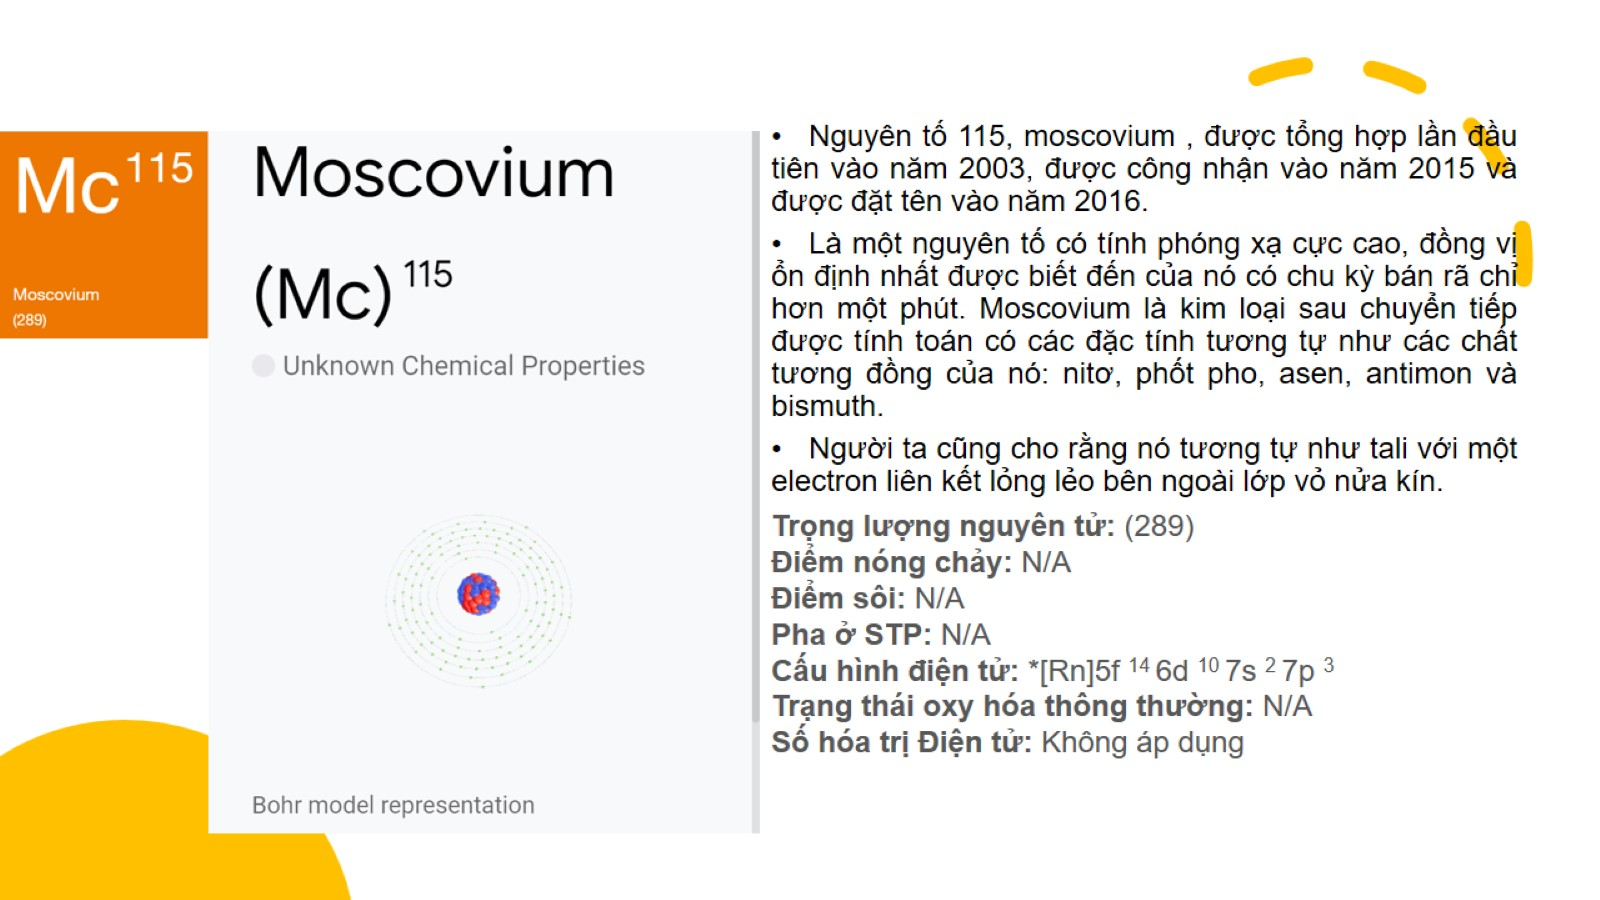 Mc 115
Moscovium
(289)
Moscovium
(Mc) 115
Unknown Chemical Properties
Bohr model representation
• Nguyên tố 115, moscovium , được tổng hợp lần đầu
tiên vào năm 2003, được công nhận vào năm 2015 và
được đặt tên vào năm 2016.
• Là một nguyên tố có tính phóng xạ cực cao, đồng vị
ổn định nhất được biết đến của nó có chu kỳ bán rã chỉ
hơn một phút. Moscovium là kim loại sau chuyển tiếp
được tính toán có các đặc tính tương tự như các chất
tương đồng của nó: nitơ, phốt pho, asen, antimon và
bismuth.
• Người ta cũng cho rằng nó tương tự như tali với một
electron liên kết lỏng lẻo bên ngoài lớp vỏ nửa kín.
Trọng lượng nguyên tử: (289)
Điểm nóng chảy: N/A
Điểm sôi: N/A
Pha ở STP: N/A
Cấu hình điện tử: *[Rn]5f 14 6d 10 7s 2 7p 3
Trạng thái oxy hóa thông thường: N/A
Số hóa trị Điện tử: Không áp dụng